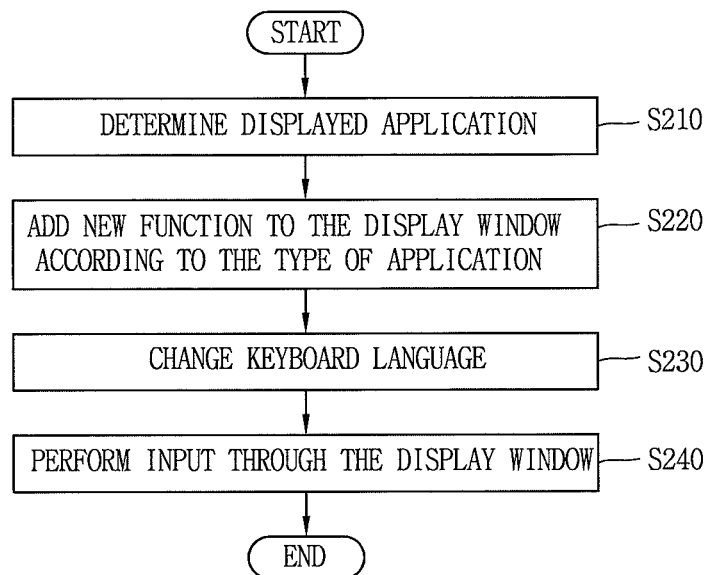 START
DETERMINE DISPLAYED APPLICATION
S210
ADD NEW FUNCTION TO THE DISPLAY WINDOW
ACCORDING TO THE TYPE OF APPLICATION
S220
CHANGE KEYBOARD LANGUAGE
S230
PERFORM INPUT THROUGH THE DISPLAY WINDOW
S240
END